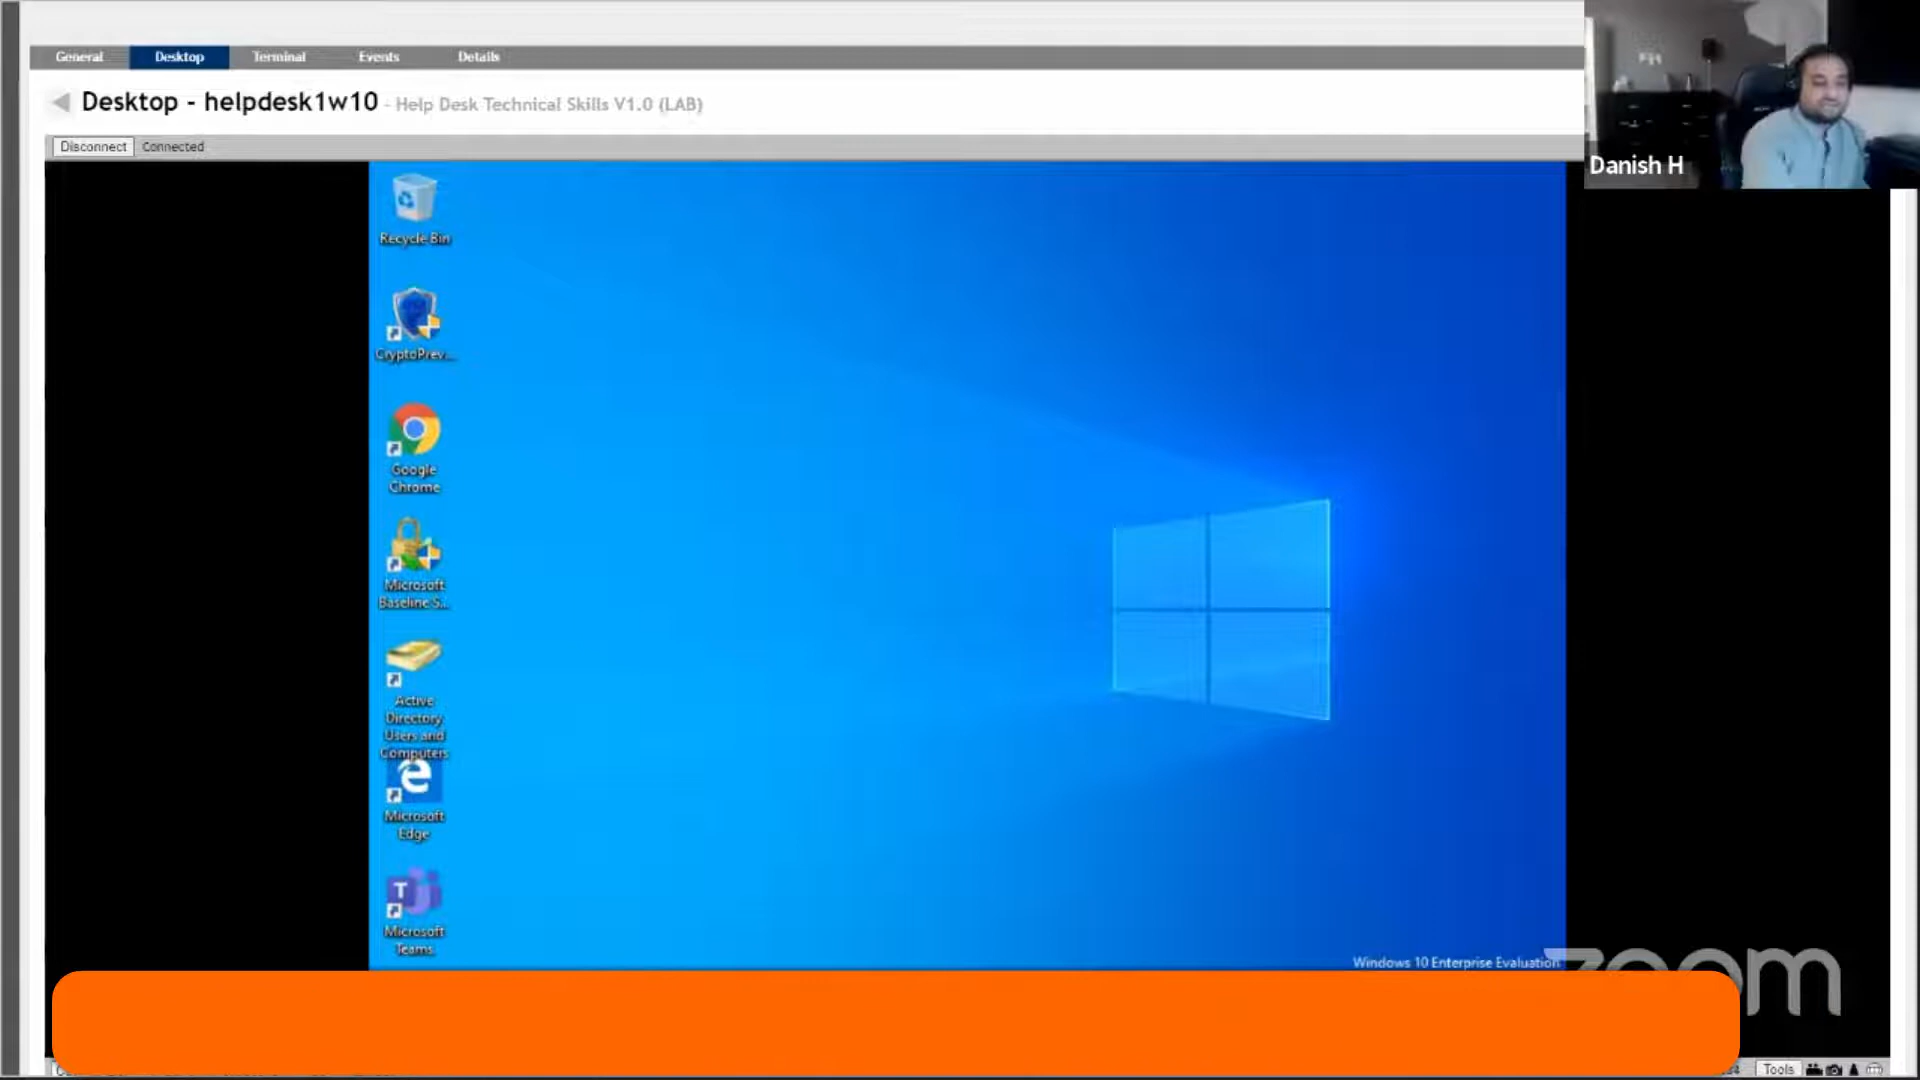 General Desktop Terminal Events Details
Desktop - helpdesk1w10 - Help Desk Technical Skills V1.0 (LAB)
Disconnect Connected
Danish H
Recycle Bin
CryptoPrev...
Google
Chrome
Microsoft
Baseline S...
Active
Directory
Users and
Computers
Microsoft
Edge
Microsoft
Teams
Windows 10 Enterprise Evaluation
zoom
Tools